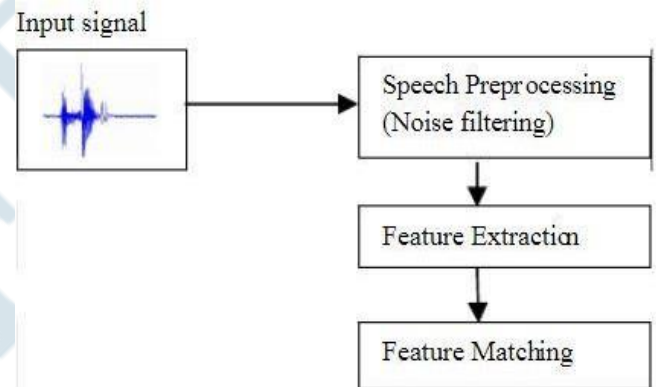 Input signal
Speech Preprocessing
(Noise filtering)
Feature Extraction
Feature Matching